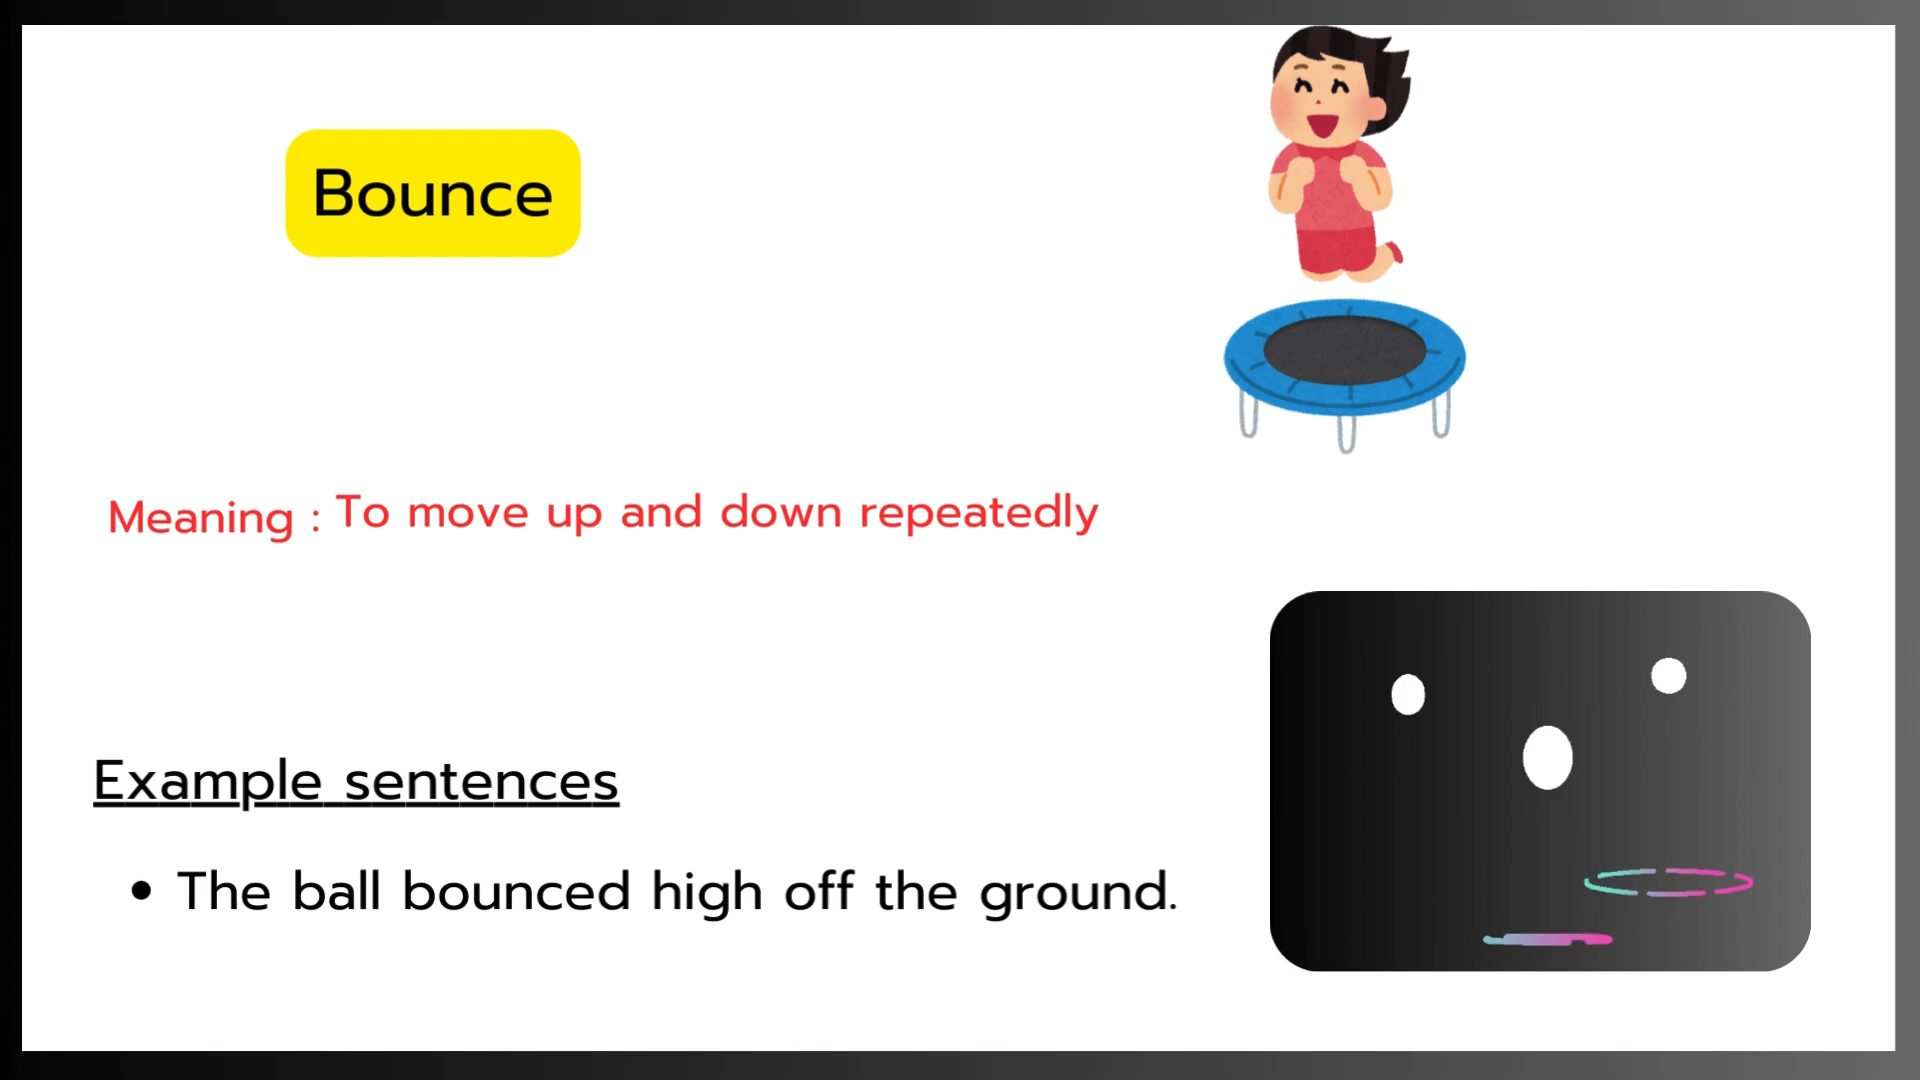 Bounce
Meaning : To move up and down repeatedly
Example sentences
• The ball bounced high off the ground.